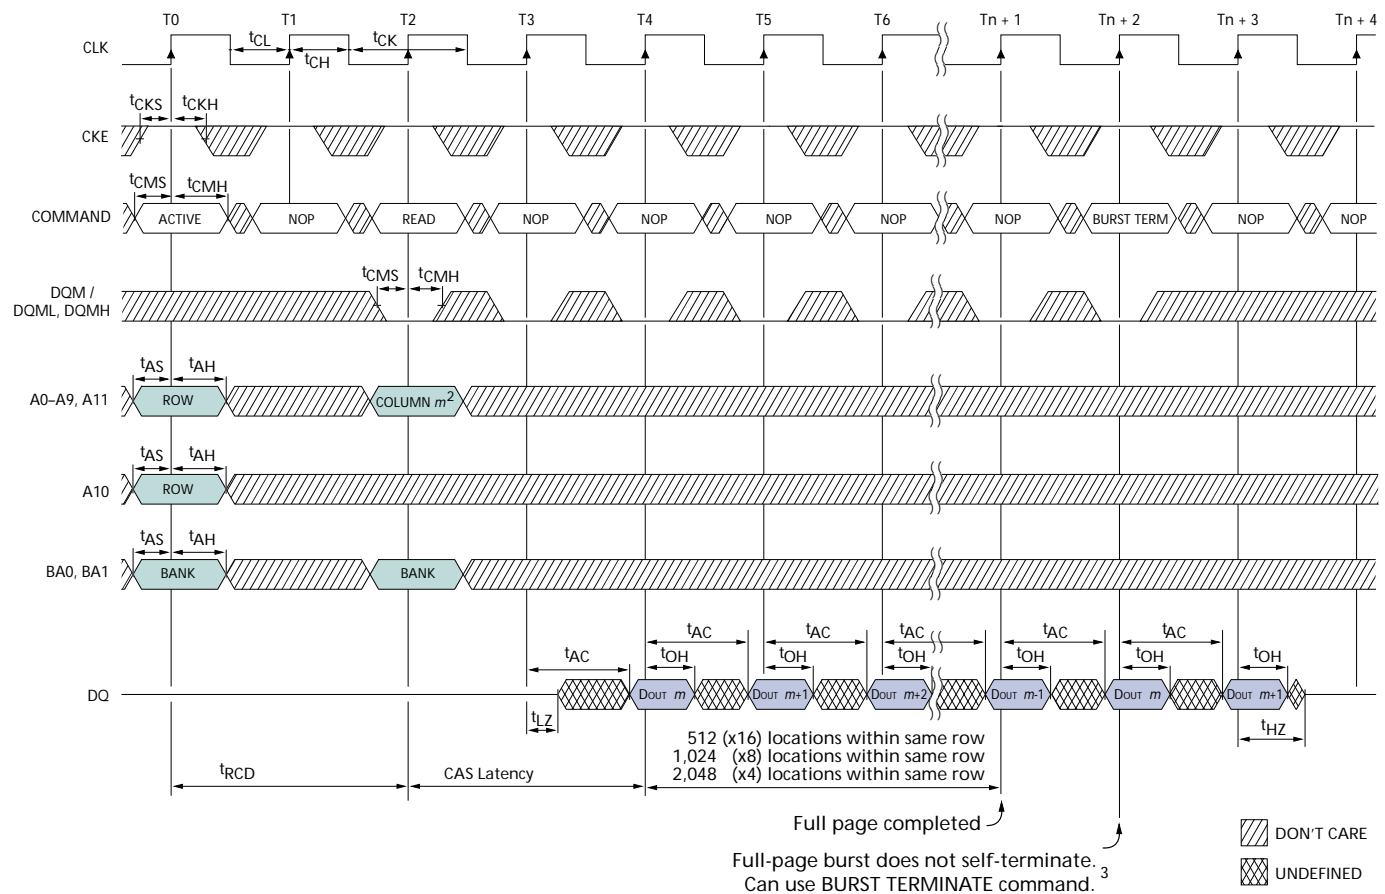 T0 T1 T2 T3 T4 T5 T6 Tn + 1 Tn + 2 Tn + 3 Tn + 4
CLK
tCL tCK
tCH
tCKS tCKH
CKE
tCMS tCMH
COMMAND ACTIVE NOP READ NOP NOP NOP NOP NOP BURST TERM NOP NOP
tCMS tCMH
DQM /
DQML, DQMH
tAS tAH
A0–A9, A11 ROW COLUMN m2
tAS tAH
A10 ROW
tAS tAH
BA0, BA1 BANK BANK
tAC tAC tAC tAC tAC
tAC tOH tOH tOH tOH tOH tOH
DQ DOUT m DOUT m+1 DOUT m+2 DOUT m-1 DOUT m DOUT m+1
tLZ tHZ
512 (x16) locations within same row
1,024 (x8) locations within same row
2,048 (x4) locations within same row
tRCD CAS Latency
Full page completed
Full-page burst does not self-terminate. 3
Can use BURST TERMINATE command.
DON'T CARE
UNDEFINED